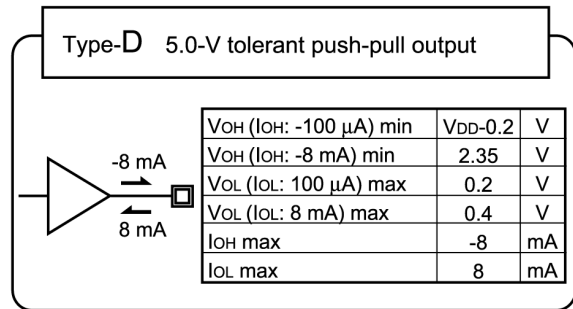 Type-D 5.0-V tolerant push-pull output
-8 mA
8 mA
VOH (IOH: -100 μA) min VDD-0.2 V
VOH (IOH: -8 mA) min 2.35 V
VOL (IOL: 100 μA) max 0.2 V
VOL (IOL: 8 mA) max 0.4 V
IOH max -8 mA
IOL max 8 mA